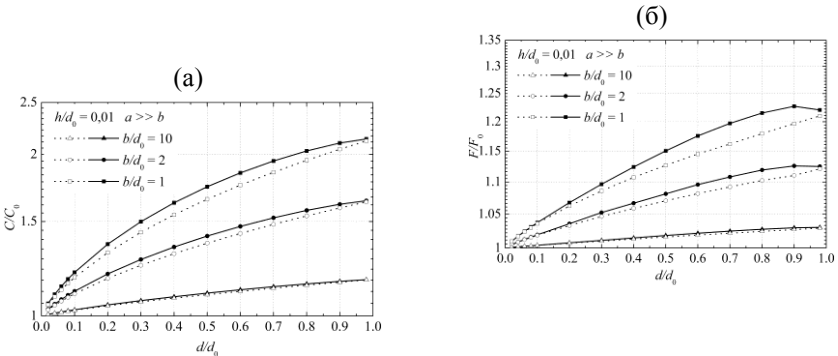 (а)
2.5
h/d₀ = 0,01 a >> b
b/d₀ = 10
b/d₀ = 2
b/d₀ = 1
2
1.5
1
C/C₀
0.0 0.1 0.2 0.3 0.4 0.5 0.6 0.7 0.8 0.9 1.0
d/d₀
(б)
1.35
h/d₀ = 0,01 a >> b
b/d₀ = 10
b/d₀ = 2
b/d₀ = 1
1.3
1.25
1.2
1.15
1.1
1.05
1
F/F₀
0.0 0.1 0.2 0.3 0.4 0.5 0.6 0.7 0.8 0.9 1.0
d/d₀